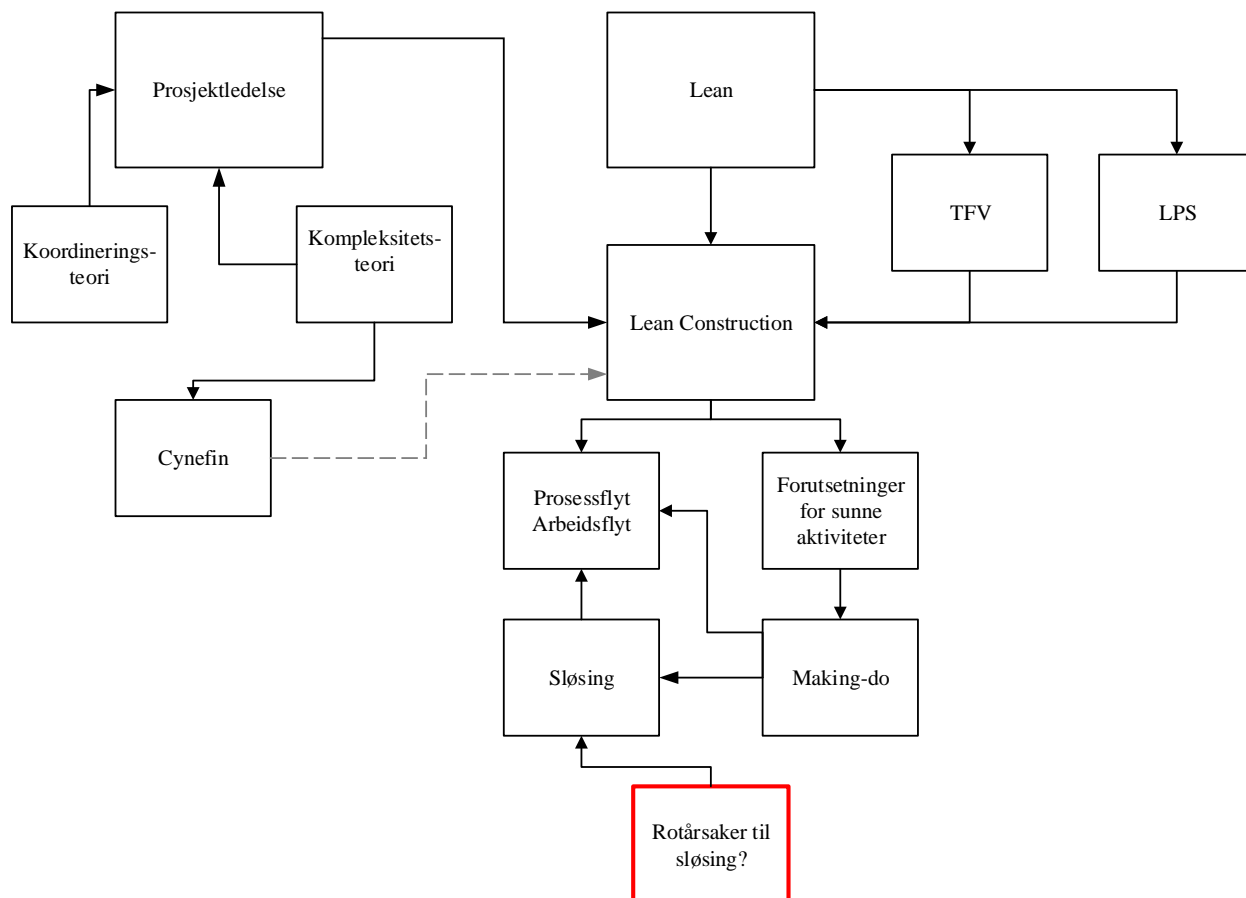 Prosjektledelse
Lean
TFV
LPS
Koordinerings-
teori
Kompleksitets-
teori
Lean Construction
Cynefin
Prosessflyt
Arbeidsflyt
Forutsetninger
for sunne
aktiviteter
Sløsing
Making-do
Rotårsaker til
sløsing?